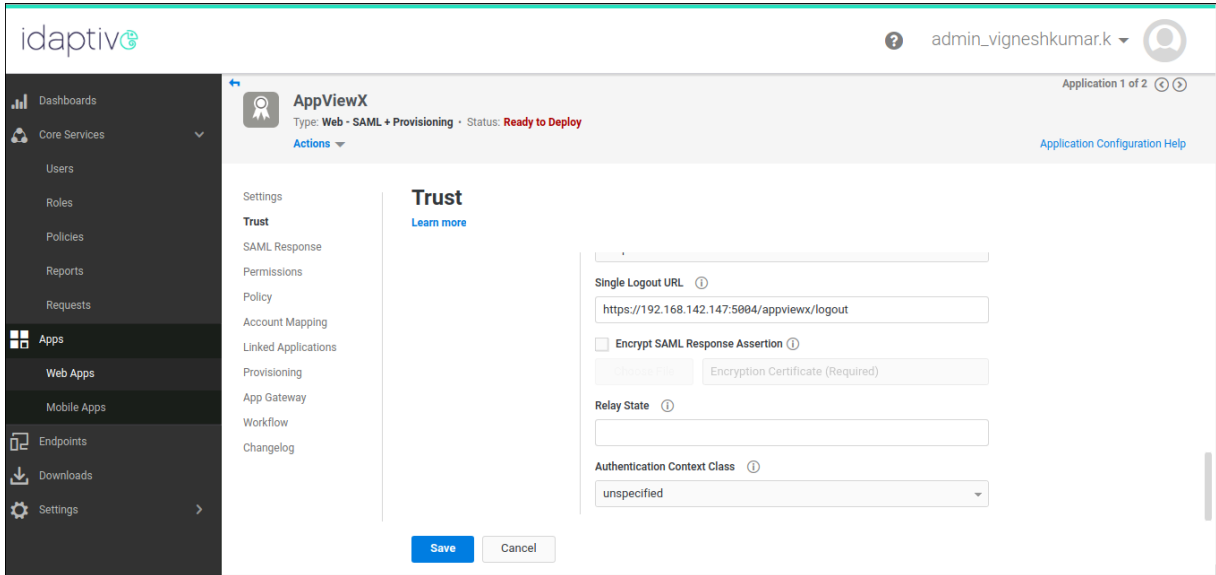 idaptive
admin_vigneshkumar.k
Dashboards
Core Services
Users
Roles
Policies
Reports
Requests
Apps
Web Apps
Mobile Apps
Endpoints
Downloads
Settings
Application 1 of 2
AppViewX
Type: Web - SAML + Provisioning · Status: Ready to Deploy
Actions
Application Configuration Help
Settings
Trust
SAML Response
Permissions
Policy
Account Mapping
Linked Applications
Provisioning
App Gateway
Workflow
Changelog
Trust
Learn more
Single Logout URL
https://192.168.142.147:5004/appviewx/logout
Encrypt SAML Response Assertion
Choose File
Encryption Certificate (Required)
Relay State
Authentication Context Class
unspecified
Save
Cancel